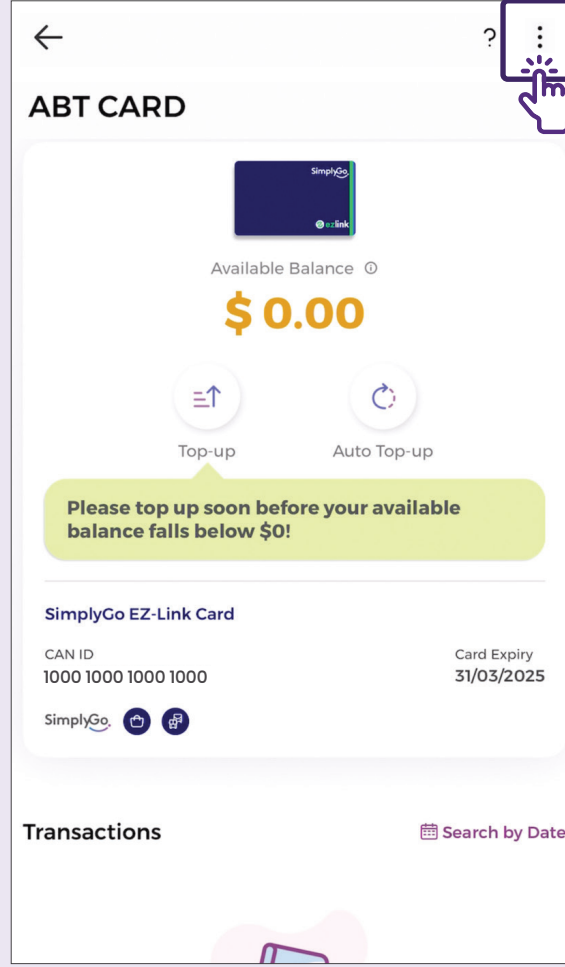 ?
ABT CARD
SimplyGo
ezlink
Available Balance
$ 0.00
Top-up
Auto Top-up
Please top up soon before your available
balance falls below $0!
SimplyGo EZ-Link Card
CAN ID
Card Expiry
1000 1000 1000 1000
31/03/2025
SimplyGo.
Transactions
Search by Date